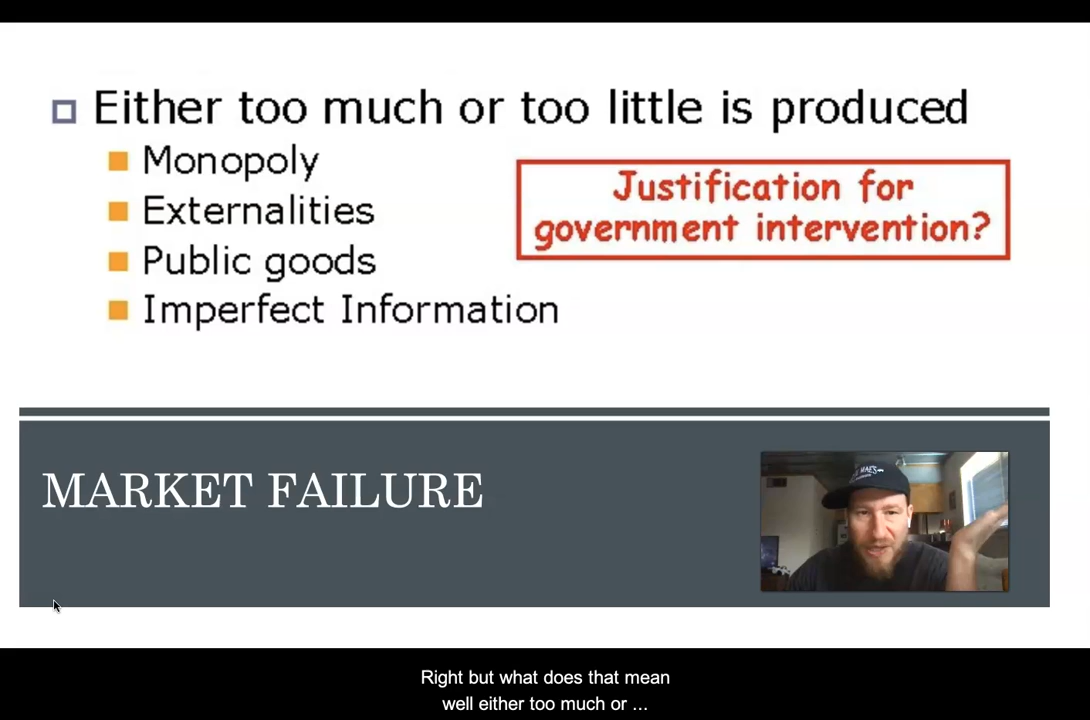 Either too much or too little is produced
Monopoly
Externalities
Public goods
Imperfect Information
Justification for
government intervention?
MARKET FAILURE
Right but what does that mean
well either too much or ...